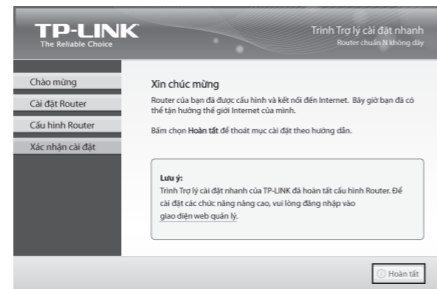 TP-LINK
The Reliable Choice
Trình Trợ lý cài đặt nhanh
Router chuẩn N không dây
Chào mừng
Cài đặt Router
Cấu hình Router
Xác nhận cài đặt
Xin chúc mừng
Router của bạn đã được cấu hình và kết nối đến Internet. Bây giờ bạn đã có
thể tận hưởng thế giới Internet của mình.
Bấm chọn Hoàn tất để thoát mục cài đặt theo hướng dẫn.
Lưu ý:
Trình Trợ lý cài đặt nhanh của TP-LINK đã hoàn tất cấu hình Router. Để
cài đặt các chức năng nâng cao, vui lòng đăng nhập vào
giao diện web quản lý.
Hoàn tất